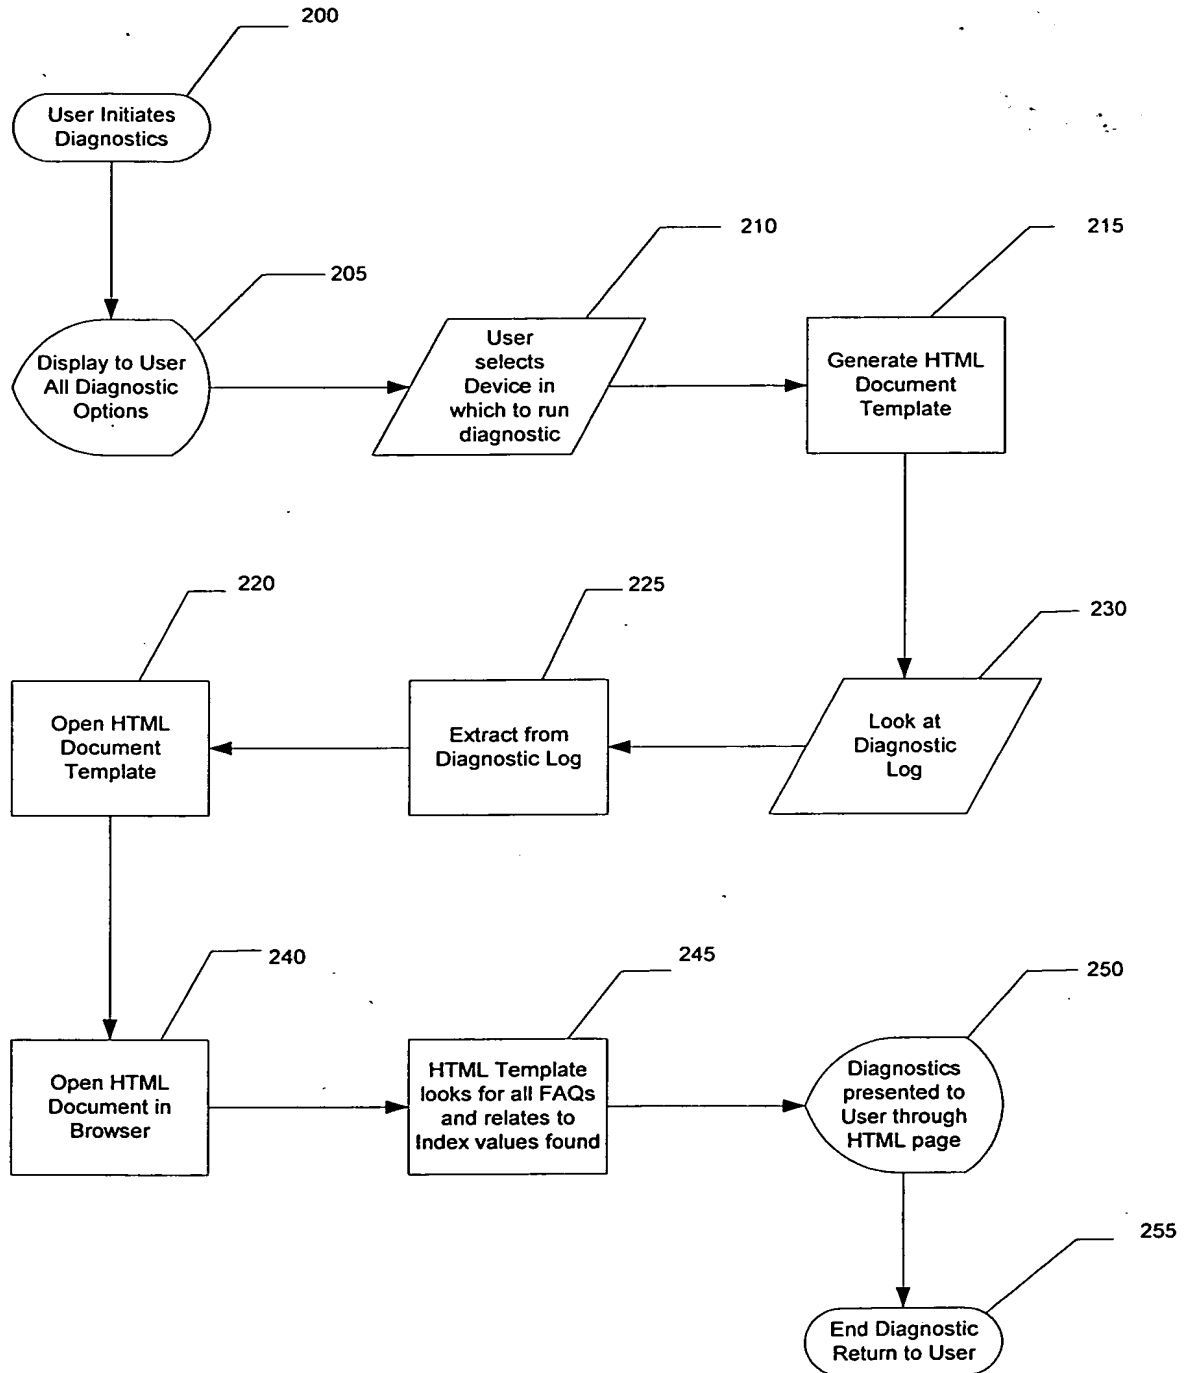 200
User Initiates
Diagnostics
205
Display to User
All Diagnostic
Options
210
User
selects
Device in
which to run
diagnostic
215
Generate HTML
Document
Template
230
Look at
Diagnostic
Log
225
Extract from
Diagnostic Log
220
Open HTML
Document
Template
240
Open HTML
Document in
Browser
245
HTML Template
looks for all FAQs
and relates to
Index values found
250
Diagnostics
presented to
User through
HTML page
255
End Diagnostic
Return to User